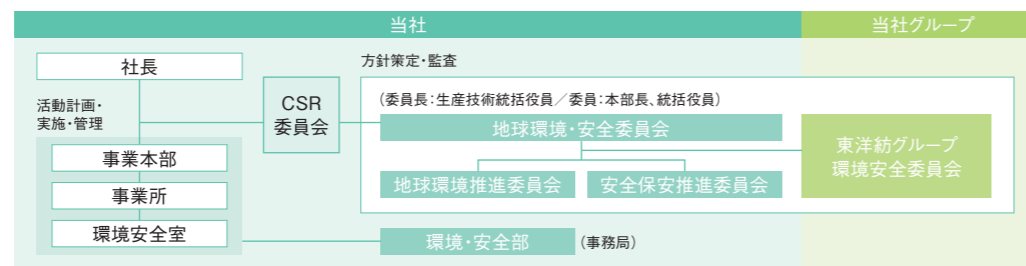 当社
当社グループ
社長
活動計画・
実施・管理
事業本部
事業所
環境安全室
CSR
委員会
方針策定・監査
(委員長:生産技術統括役員/委員:本部長、統括役員)
地球環境・安全委員会
地球環境推進委員会
安全保安推進委員会
東洋紡グループ
環境安全委員会
環境・安全部
(事務局)